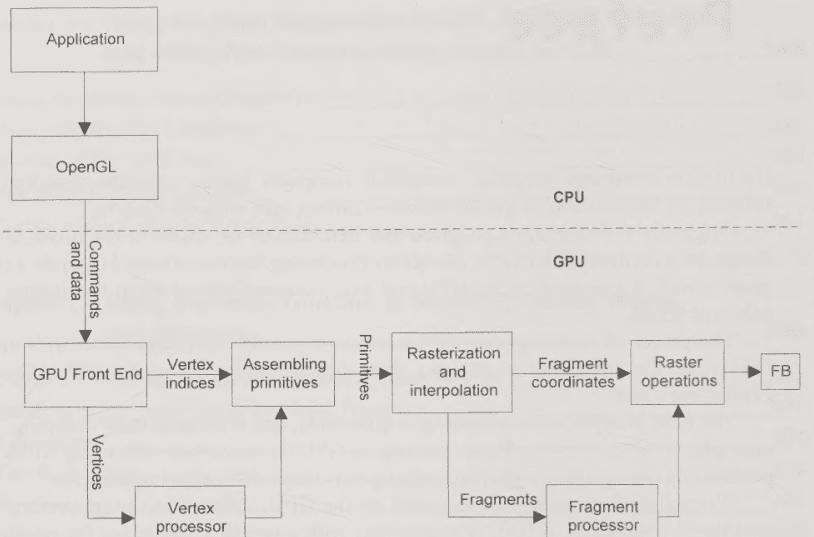 Application
OpenGL
CPU
GPU
Commands
and data
GPU Front End
Vertex
indices
Assembling
primitives
Primitives
Rasterization
and
interpolation
Fragment
coordinates
Raster
operations
FB
Vertices
Vertex
processor
Fragments
Fragment
processor